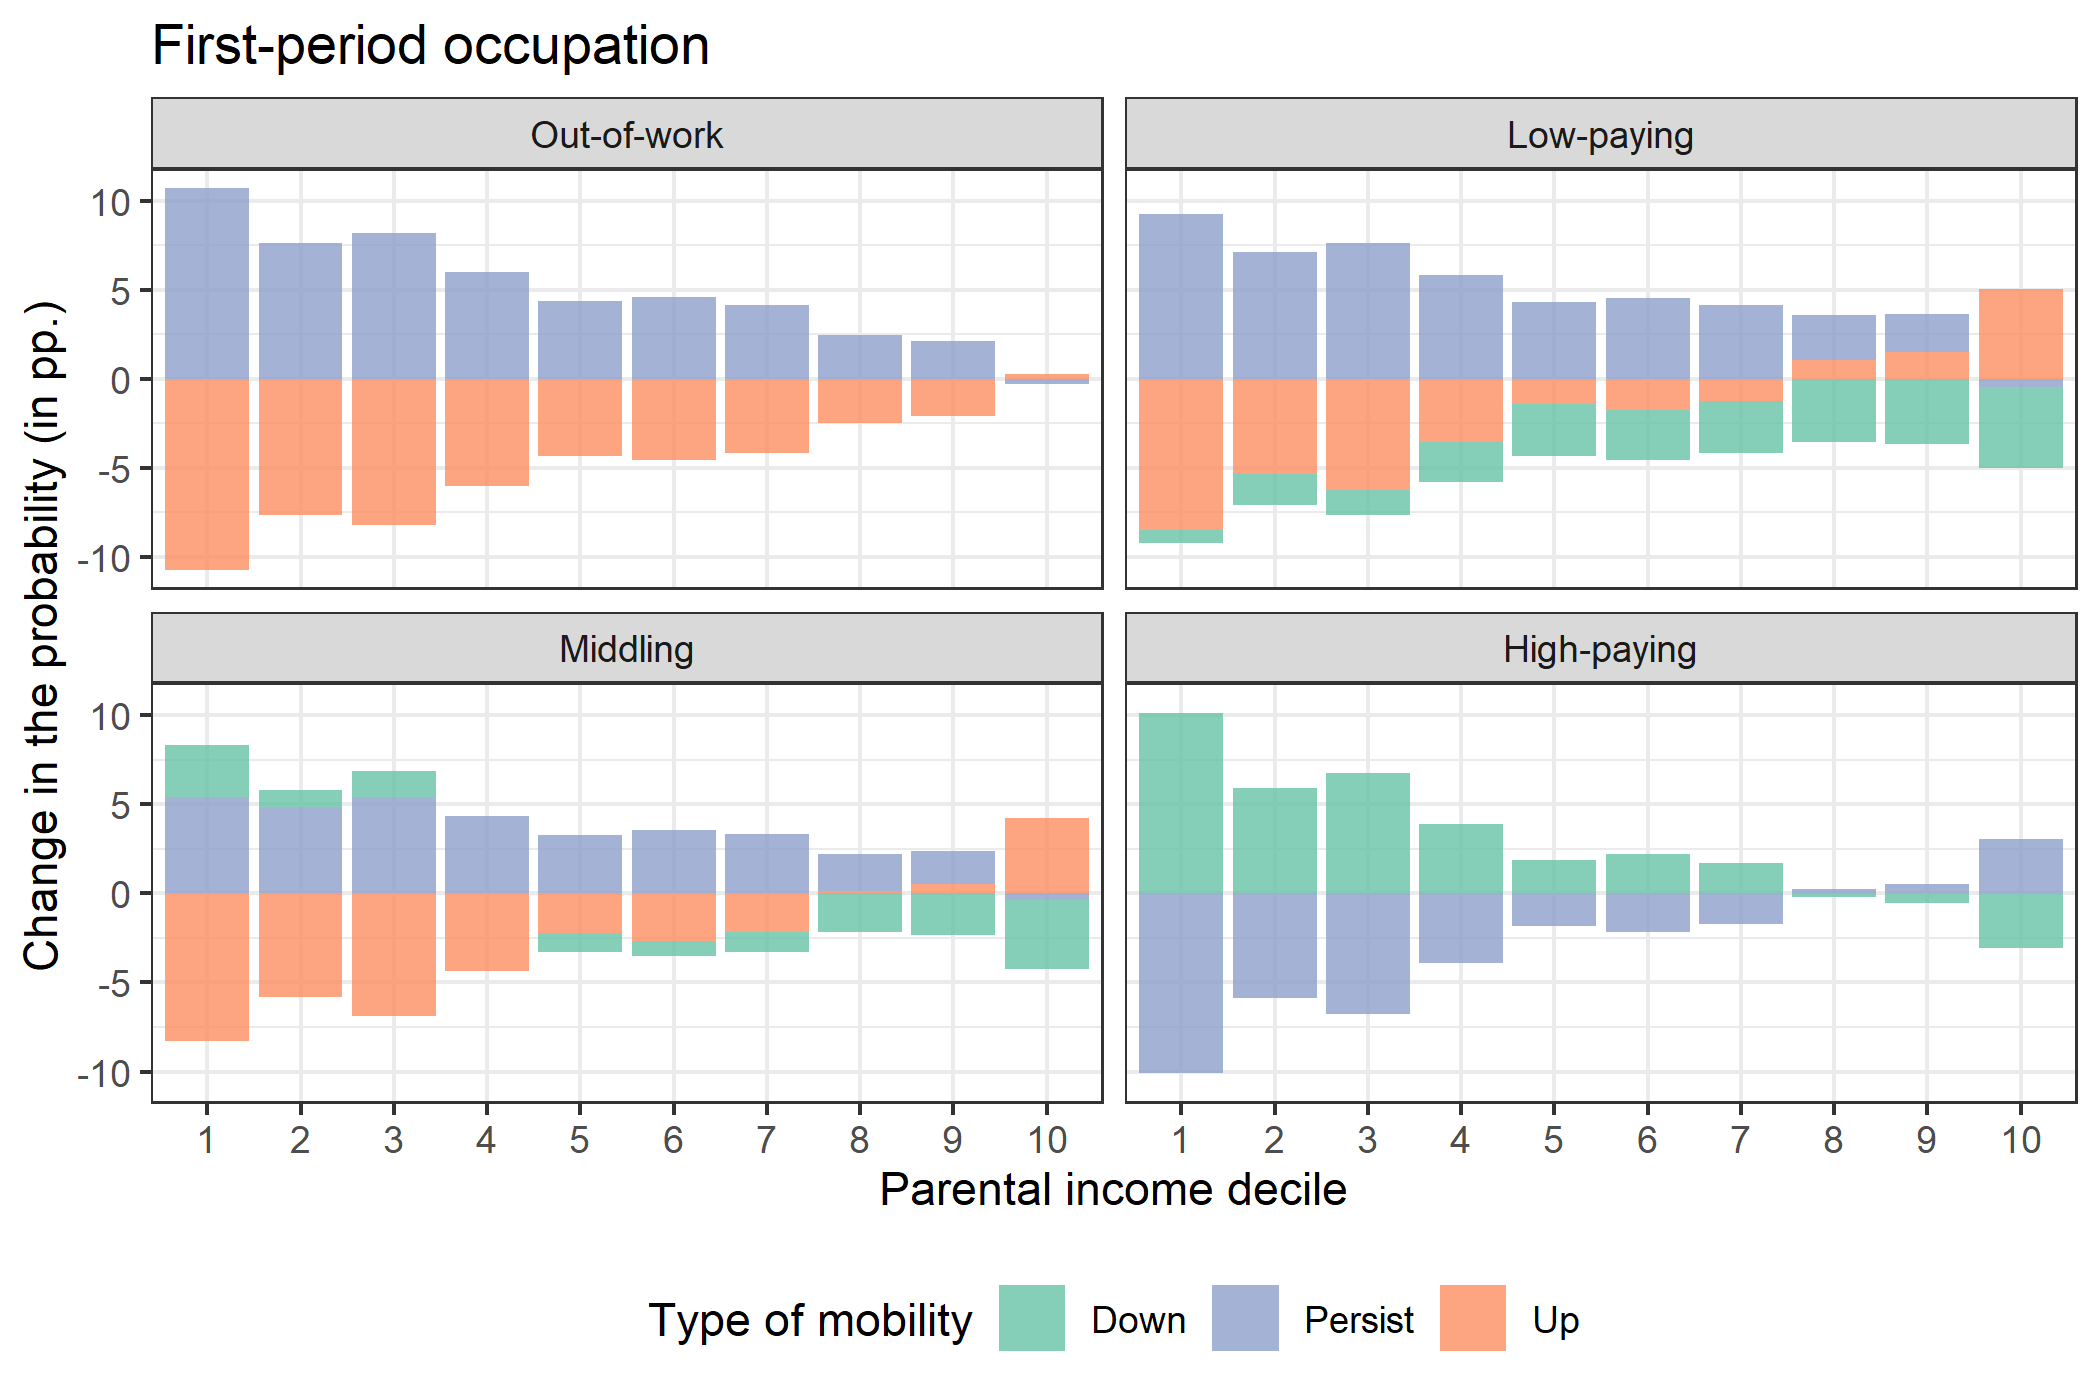 First-period occupation
Out-of-work
Low-paying
10
5
0
-5
-10
Middling
High-paying
10
5
0
-5
-10
Change in the probability (in pp.)
1 2 3 4 5 6 7 8 9 10
1 2 3 4 5 6 7 8 9 10
Parental income decile
Type of mobility Down Persist Up